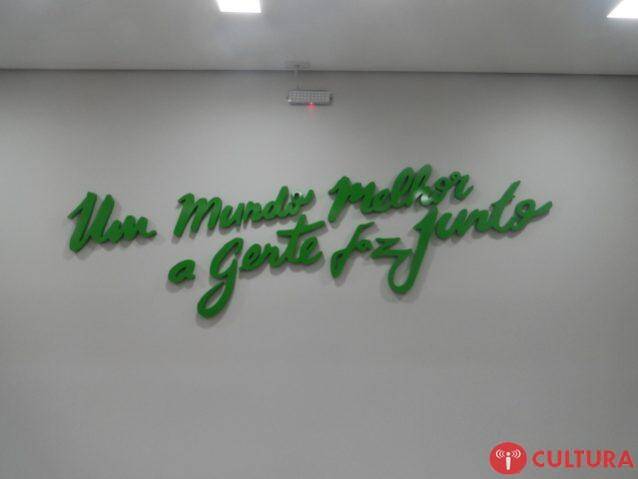 Um Mundo Melhor
a Gente faz junto
CULTURA